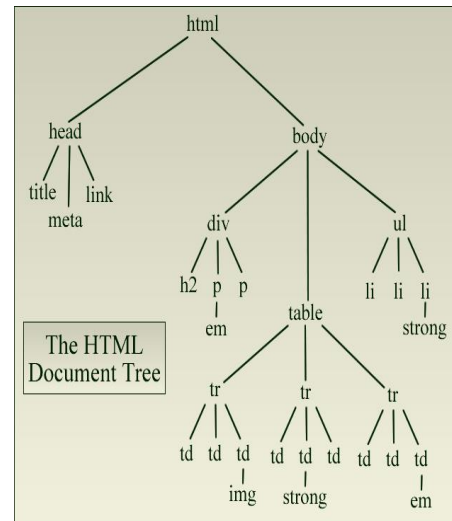 html
head
body
title
link
meta
div
ul
h2 p p
li li li
em
table
strong
The HTML
Document Tree
tr tr tr
td td td td td td td td td
img strong em